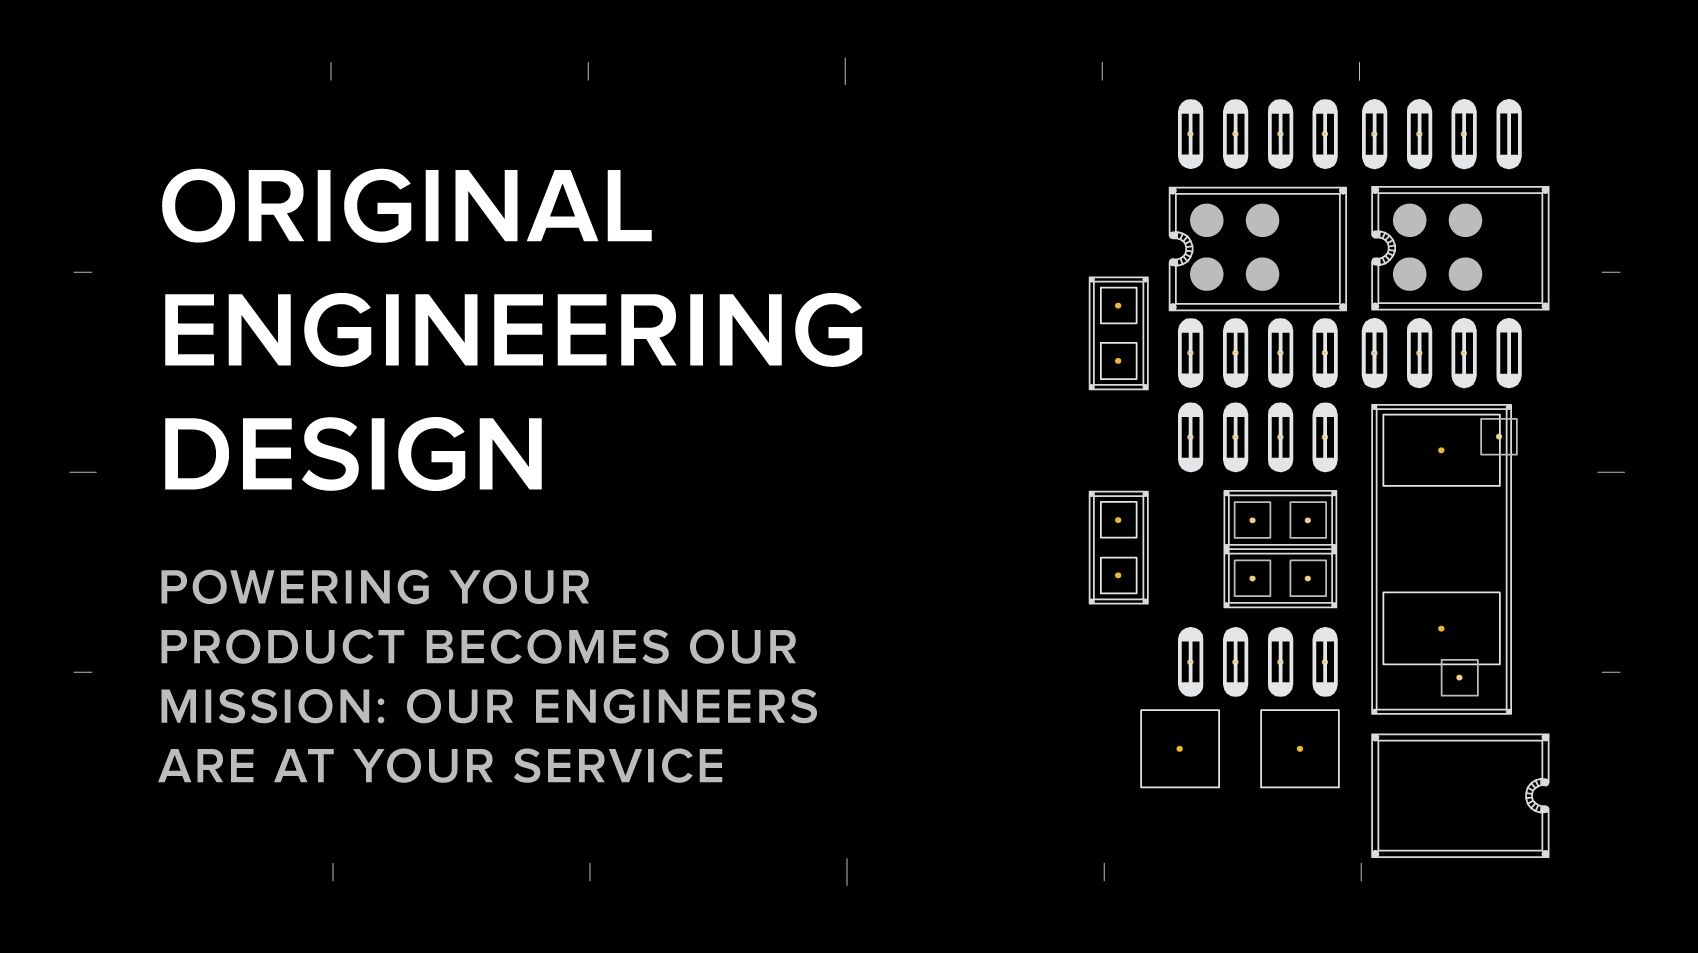 ORIGINAL
ENGINEERING
DESIGN
POWERING YOUR
PRODUCT BECOMES OUR
MISSION: OUR ENGINEERS
ARE AT YOUR SERVICE